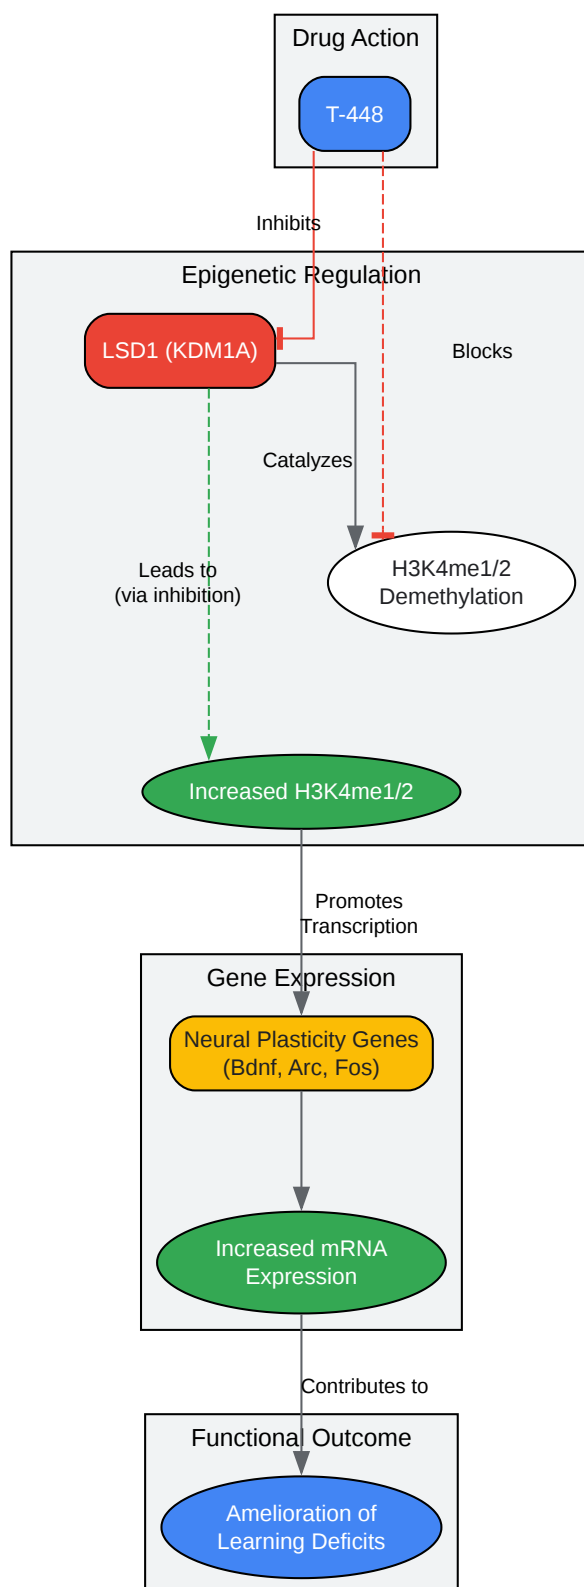 Drug Action
T-448
Inhibits
Epigenetic Regulation
LSD1 (KDM1A)
Blocks
Catalyzes
Leads to
(via inhibition)
H3K4me1/2
Demethylation
Increased H3K4me1/2
Promotes
Transcription
Gene Expression
Neural Plasticity Genes
(Bdnf, Arc, Fos)
Increased mRNA
Expression
Contributes to
Functional Outcome
Amelioration of
Learning Deficits